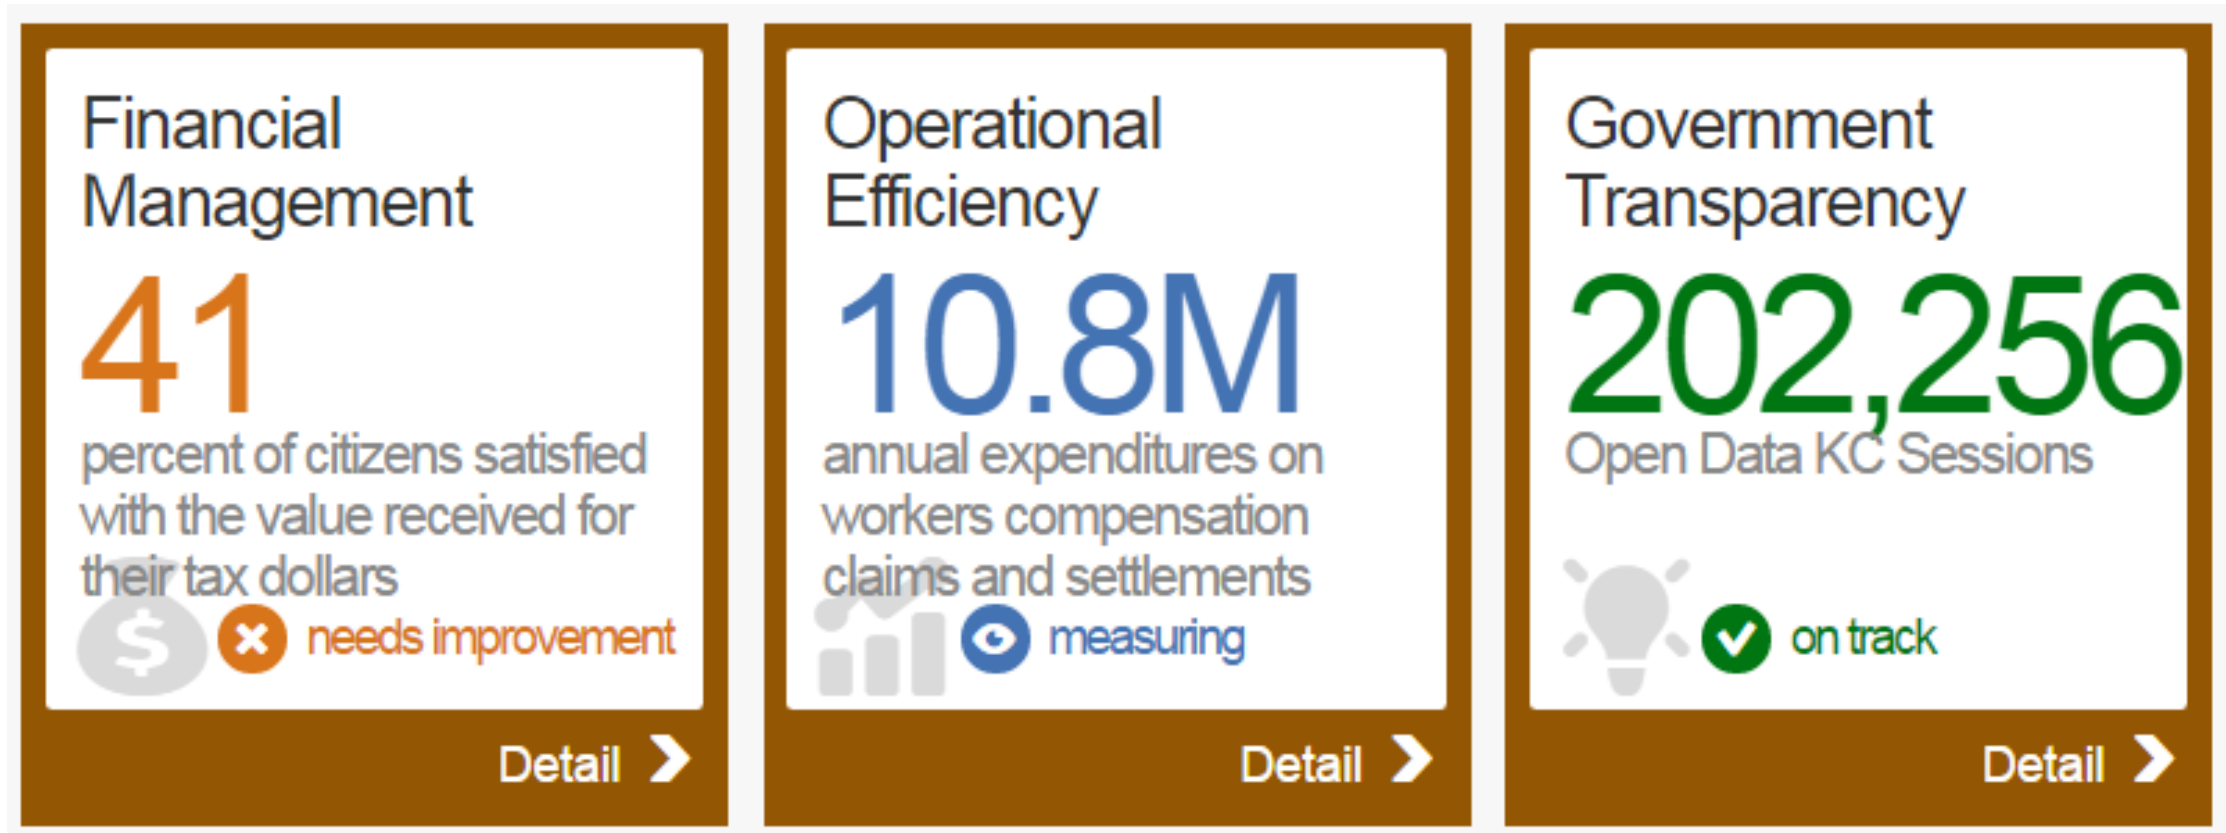 Financial
Management
41
percent of citizens satisfied
with the value received for
their tax dollars
$
needs improvement
Detail
Operational
Efficiency
10.8M
annual expenditures on
workers compensation
claims and settlements
measuring
Detail
Government
Transparency
202,256
Open Data KC Sessions
on track
Detail